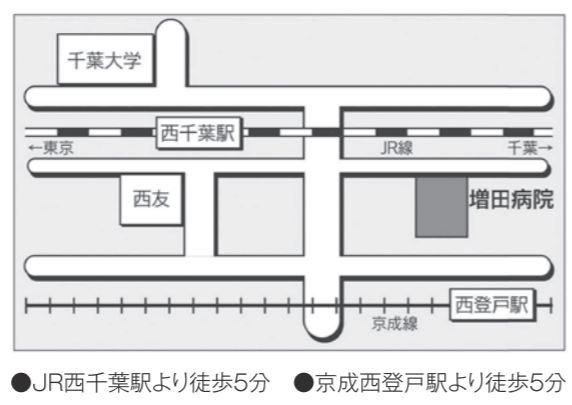 千葉大学
西千葉駅
←東京
JR線
千葉→
西友
増田病院
西登戸駅
京成線
●JR西千葉駅より徒歩5分 ●京成西登戸駅より徒歩5分